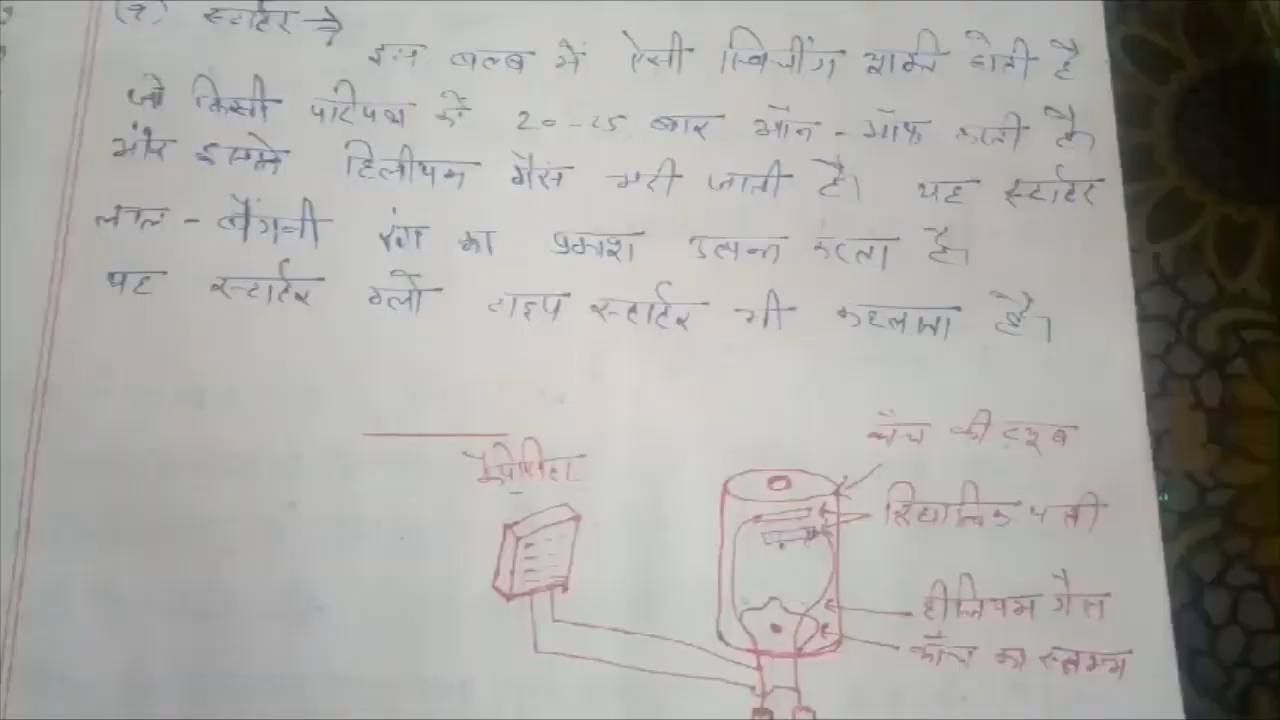 (२) स्टार्टर →
इस बल्ब में ऐसी स्विचींग शक्ति होती है
जो किसी परिपथ को 20-25 बार ऑन - ऑफ करती है।
और इसमें हिलीयम गैस भरी जाती है। यह स्टार्टर
लाल - बैंगनी रंग का प्रकाश उत्पन्न करता है।
यह स्टार्टर ग्लो टाइप स्टार्टर भी कहलाता है।
काँच की ट्यूब
कैपेसिटर
पत्ती
हीलियम गैस
काँच का स्तम्भ